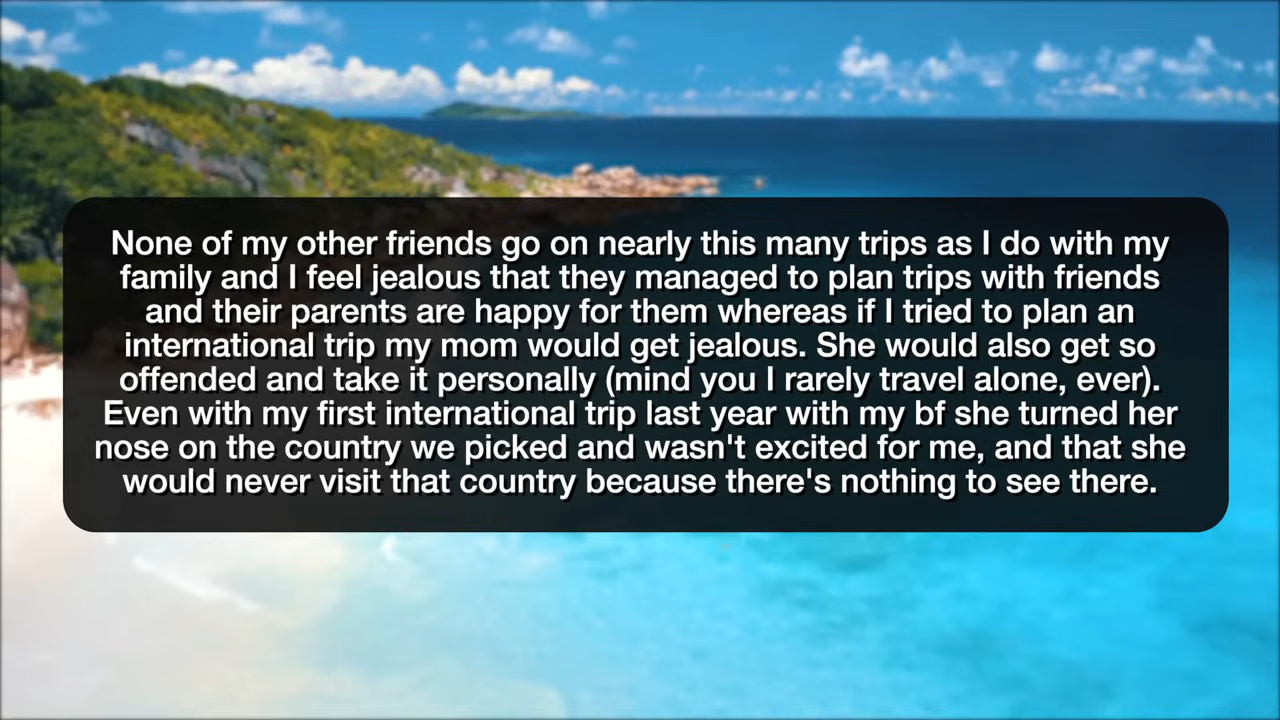 None of my other friends go on nearly this many trips as I do with my
family and I feel jealous that they managed to plan trips with friends
and their parents are happy for them whereas if I tried to plan an
international trip my mom would get jealous. She would also get so
offended and take it personally (mind you I rarely travel alone, ever).
Even with my first international trip last year with my bf she turned her
nose on the country we picked and wasn't excited for me, and that she
would never visit that country because there's nothing to see there.